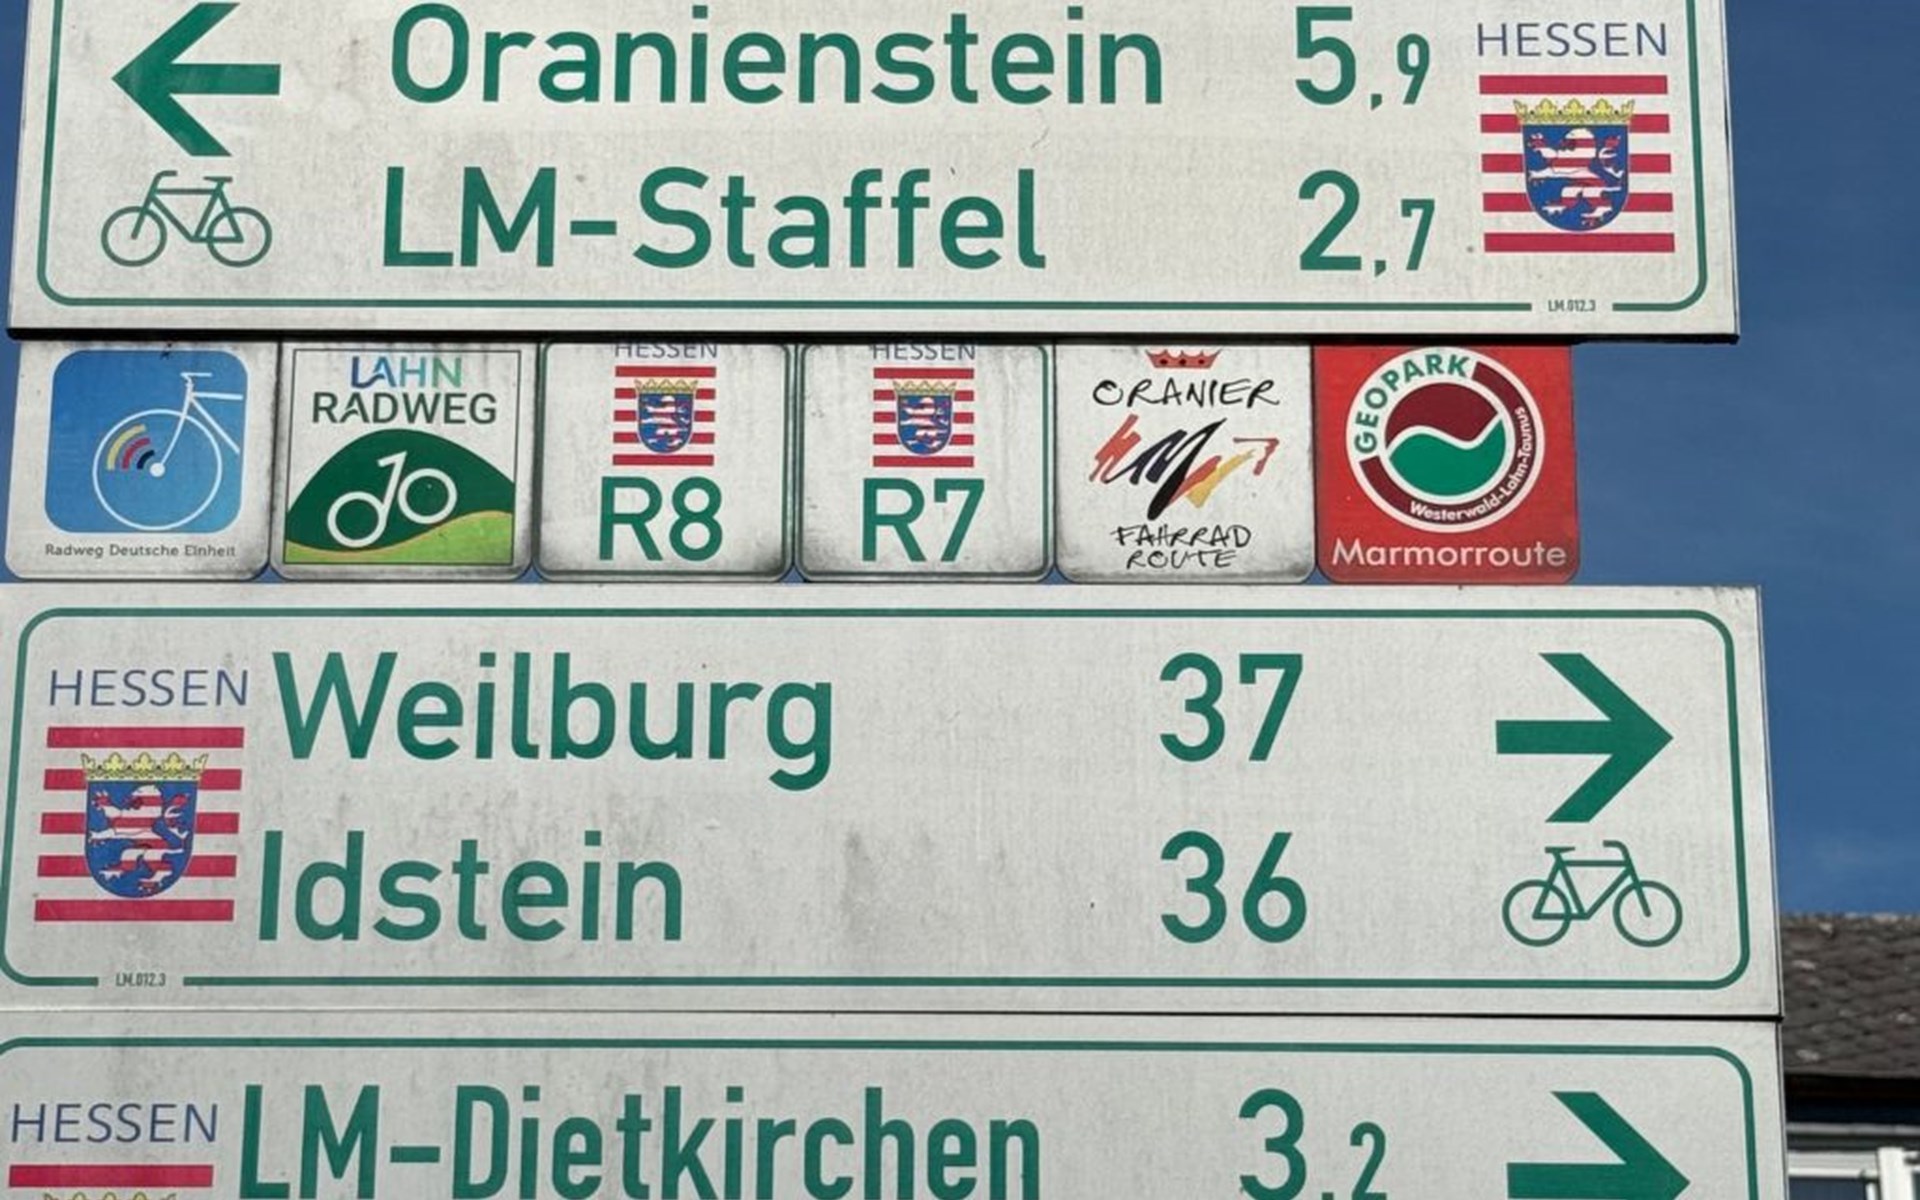 Oranienstein 5,9 HESSEN
LM-Staffel 2,7
LM.012.3
Radweg Deutsche Einheit
LAHN
RADWEG
HESSEN
R8
HESSEN
R7
ORANIER
FAHRRAD
ROUTE
GEOPARK
Westerwald-Lahn-Taunus
Marmorroute
HESSEN Weilburg 37
Idstein 36
LM.012.3
HESSEN LM-Dietkirchen 3,2